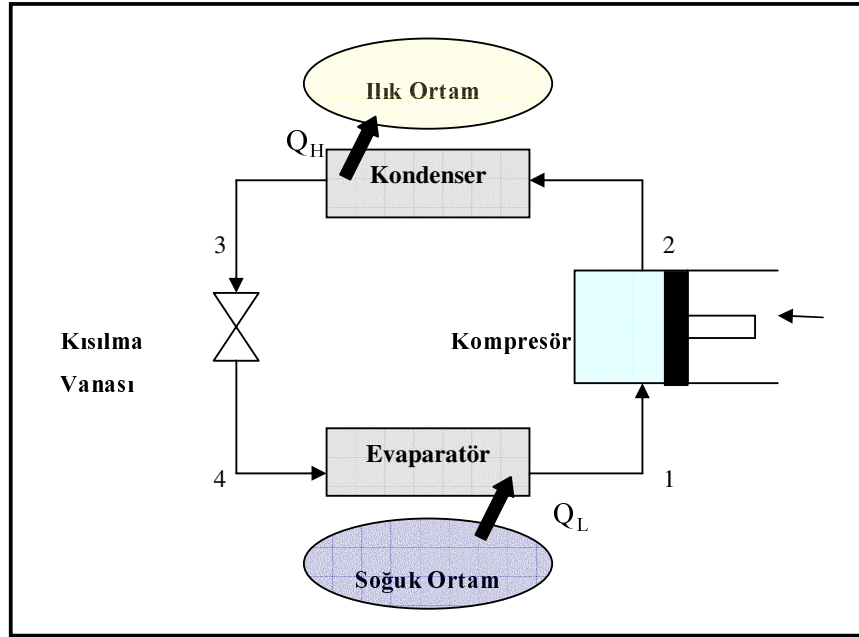 Ilık Ortam
Q_H
Kondenser
3
2
Kısılma
Vanası
Kompresör
Evaparatör
4
1
Q_L
Soğuk Ortam